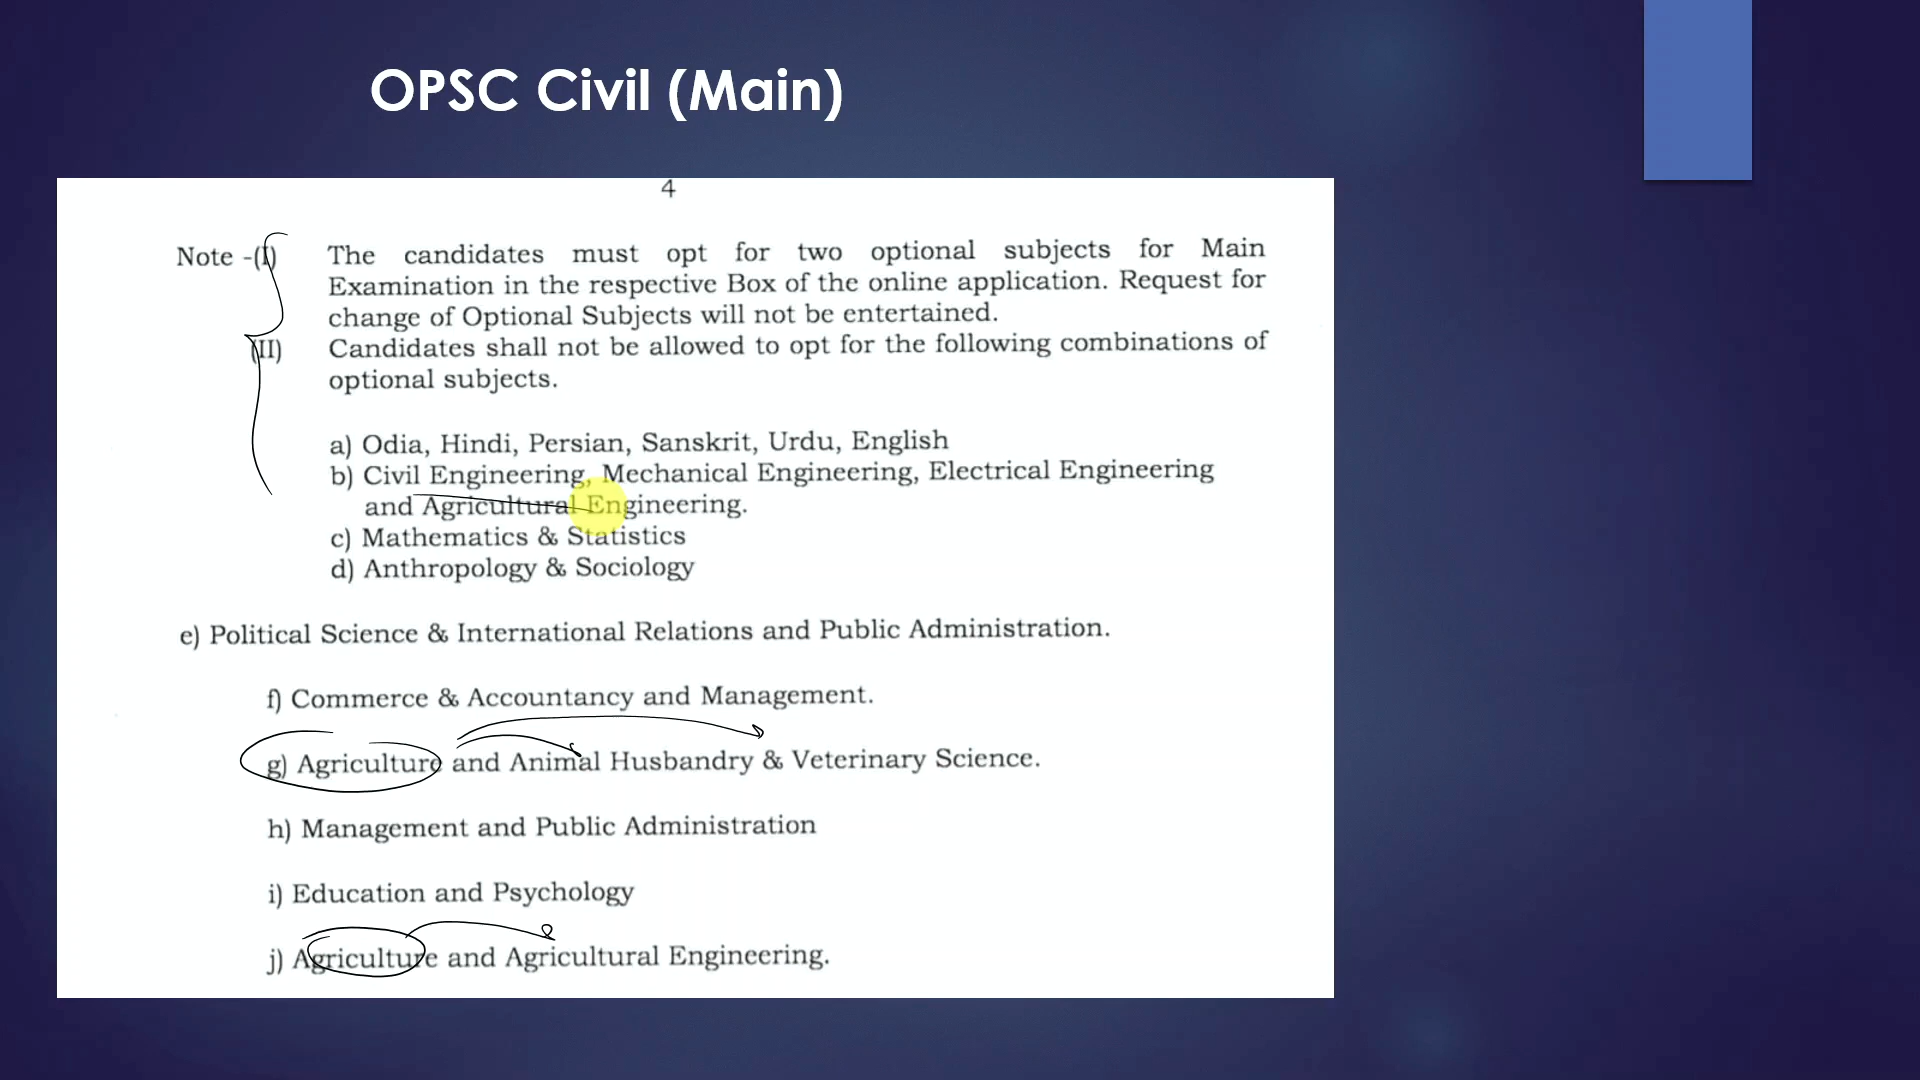 OPSC Civil (Main)
4
Note -(I) The candidates must opt for two optional subjects for Main
Examination in the respective Box of the online application. Request for
change of Optional Subjects will not be entertained.
(II) Candidates shall not be allowed to opt for the following combinations of
optional subjects.
a) Odia, Hindi, Persian, Sanskrit, Urdu, English
b) Civil Engineering, Mechanical Engineering, Electrical Engineering
and Agricultural Engineering.
c) Mathematics & Statistics
d) Anthropology & Sociology
e) Political Science & International Relations and Public Administration.
f) Commerce & Accountancy and Management.
g) Agriculture and Animal Husbandry & Veterinary Science.
h) Management and Public Administration
i) Education and Psychology
j) Agriculture and Agricultural Engineering.